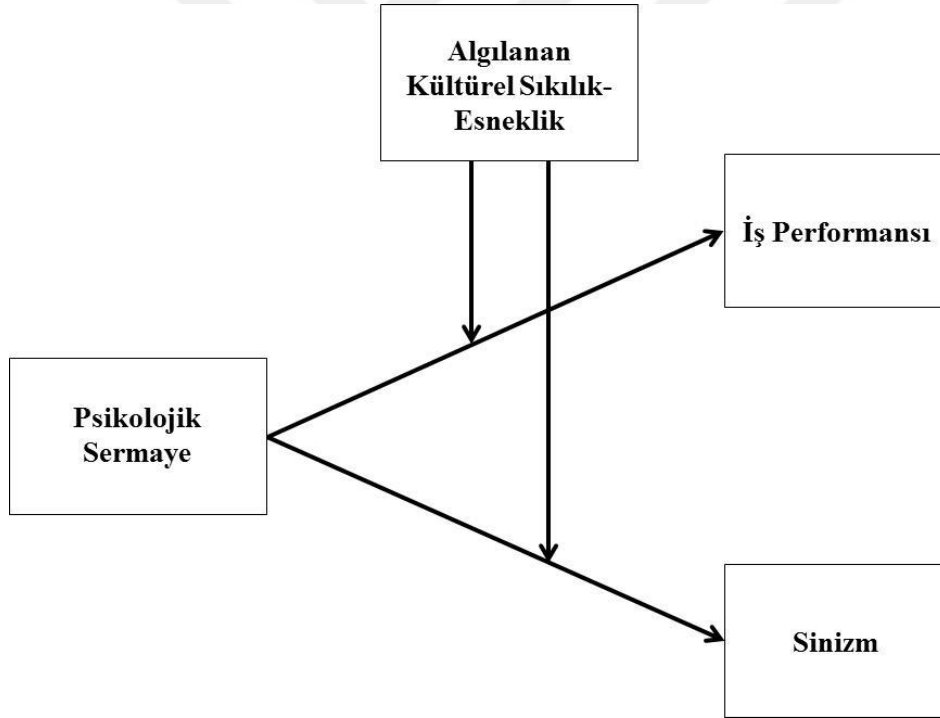 Algılanan
Kültürel Sıkılık-
Esneklik
İş Performansı
Psikolojik
Sermaye
Sinizm